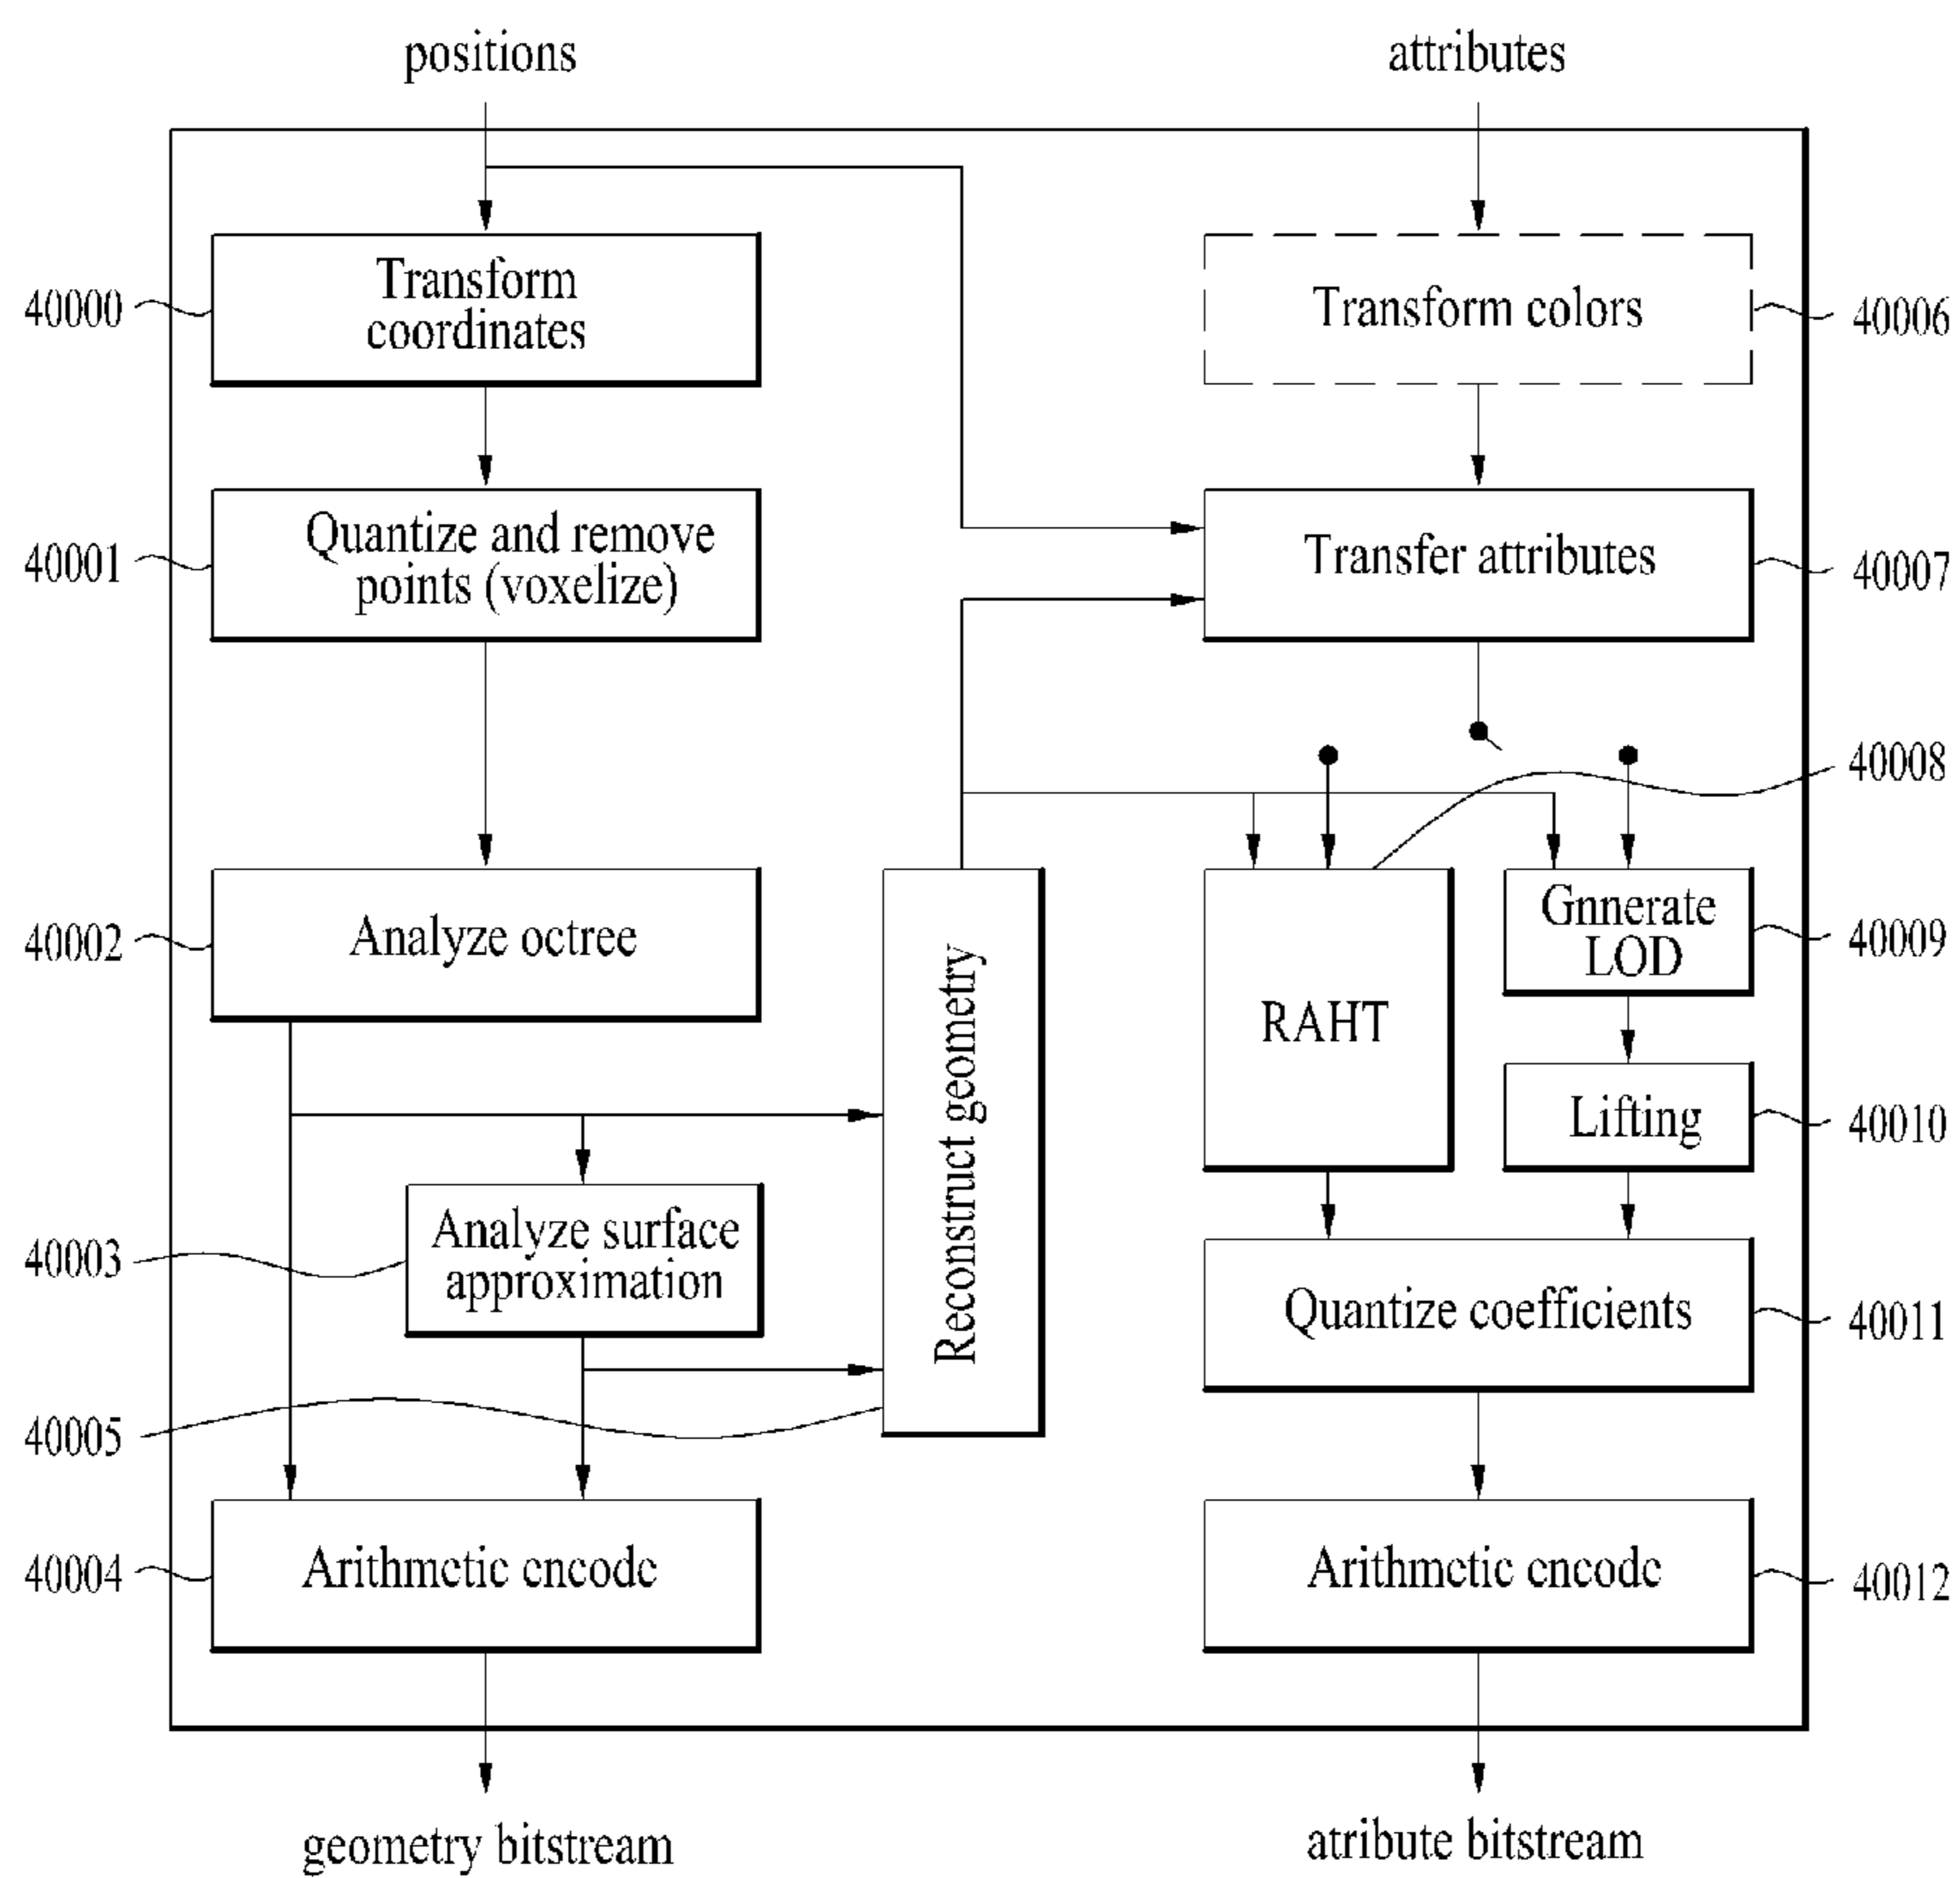 positions
attributes
40000
Transform
coordinates
Transform colors
40006
40001
Quantize and remove
points (voxelize)
Transfer attributes
40007
40008
40002
Analyze octree
Reconstruct geometry
RAHT
Gnnerate
LOD
40009
Lifting
40010
40003
Analyze surface
approximation
Quantize coefficients
40011
40005
40004
Arithmetic encode
Arithmetic encode
40012
geometry bitstream
atribute bitstream